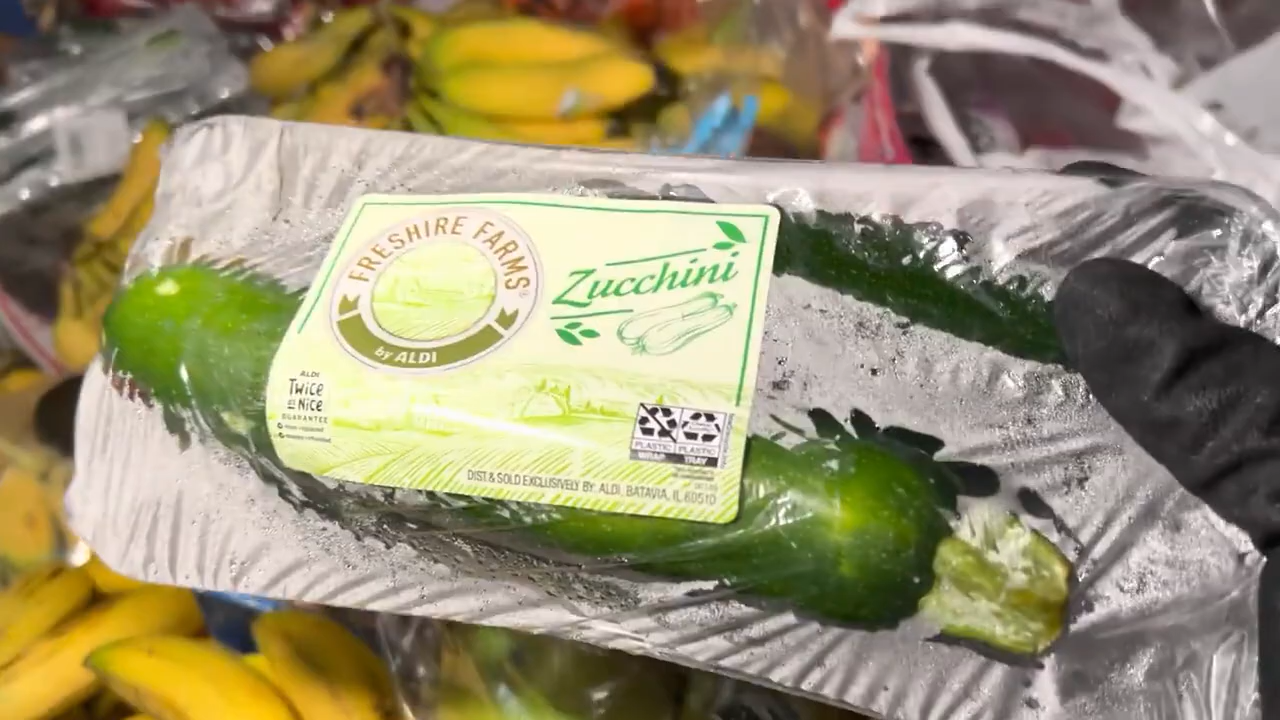 FRESHIRE FARMS®
by ALDI
Zucchini
ALDI
Twice
as Nice
GUARANTEE
PLASTIC
WRAP
PLASTIC
TRAY
DIST. & SOLD EXCLUSIVELY BY: ALDI, BATAVIA, IL 60510